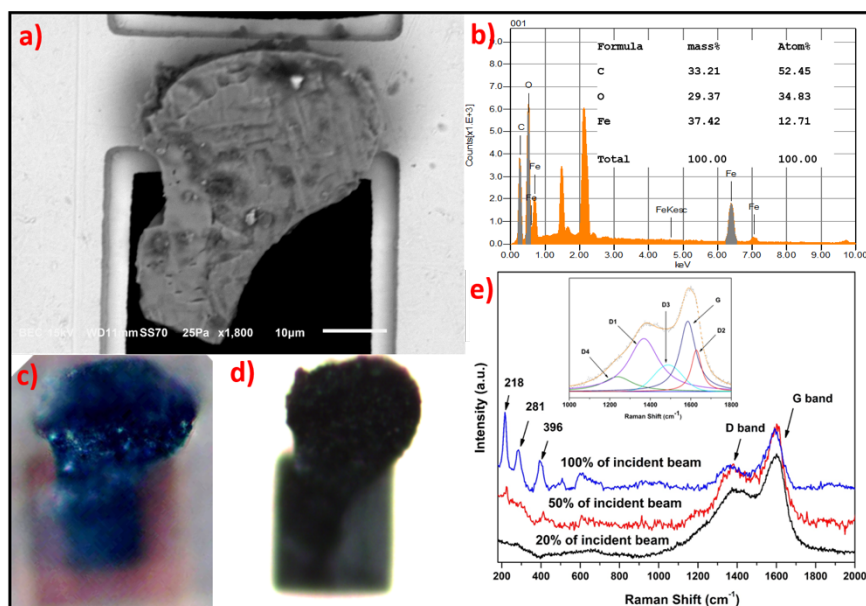 a)
BEC 15kV WD11mm SS70 25Pa x1,800 10µm
b)
001
Formula mass% Atom%
C 33.21 52.45
O 29.37 34.83
Fe 37.42 12.71
Total 100.00 100.00
Counts[x1.E+3]
9.0
8.0
7.0
6.0
5.0
4.0
3.0
2.0
1.0
0.0
O
C
Fe
Fe
FeKesc
Fe
Fe
0.00 1.00 2.00 3.00 4.00 5.00 6.00 7.00 8.00 9.00 10.00
keV
c)
d)
e)
D1
D3
G
D2
D4
1000 1200 1400 1600 1800
Raman Shift (cm-1)
Intensity (a.u.)
218
281
396
D band
G band
100% of incident beam
50% of incident beam
20% of incident beam
200 400 600 800 1000 1200 1400 1600 1800 2000
Raman Shift (cm-1)